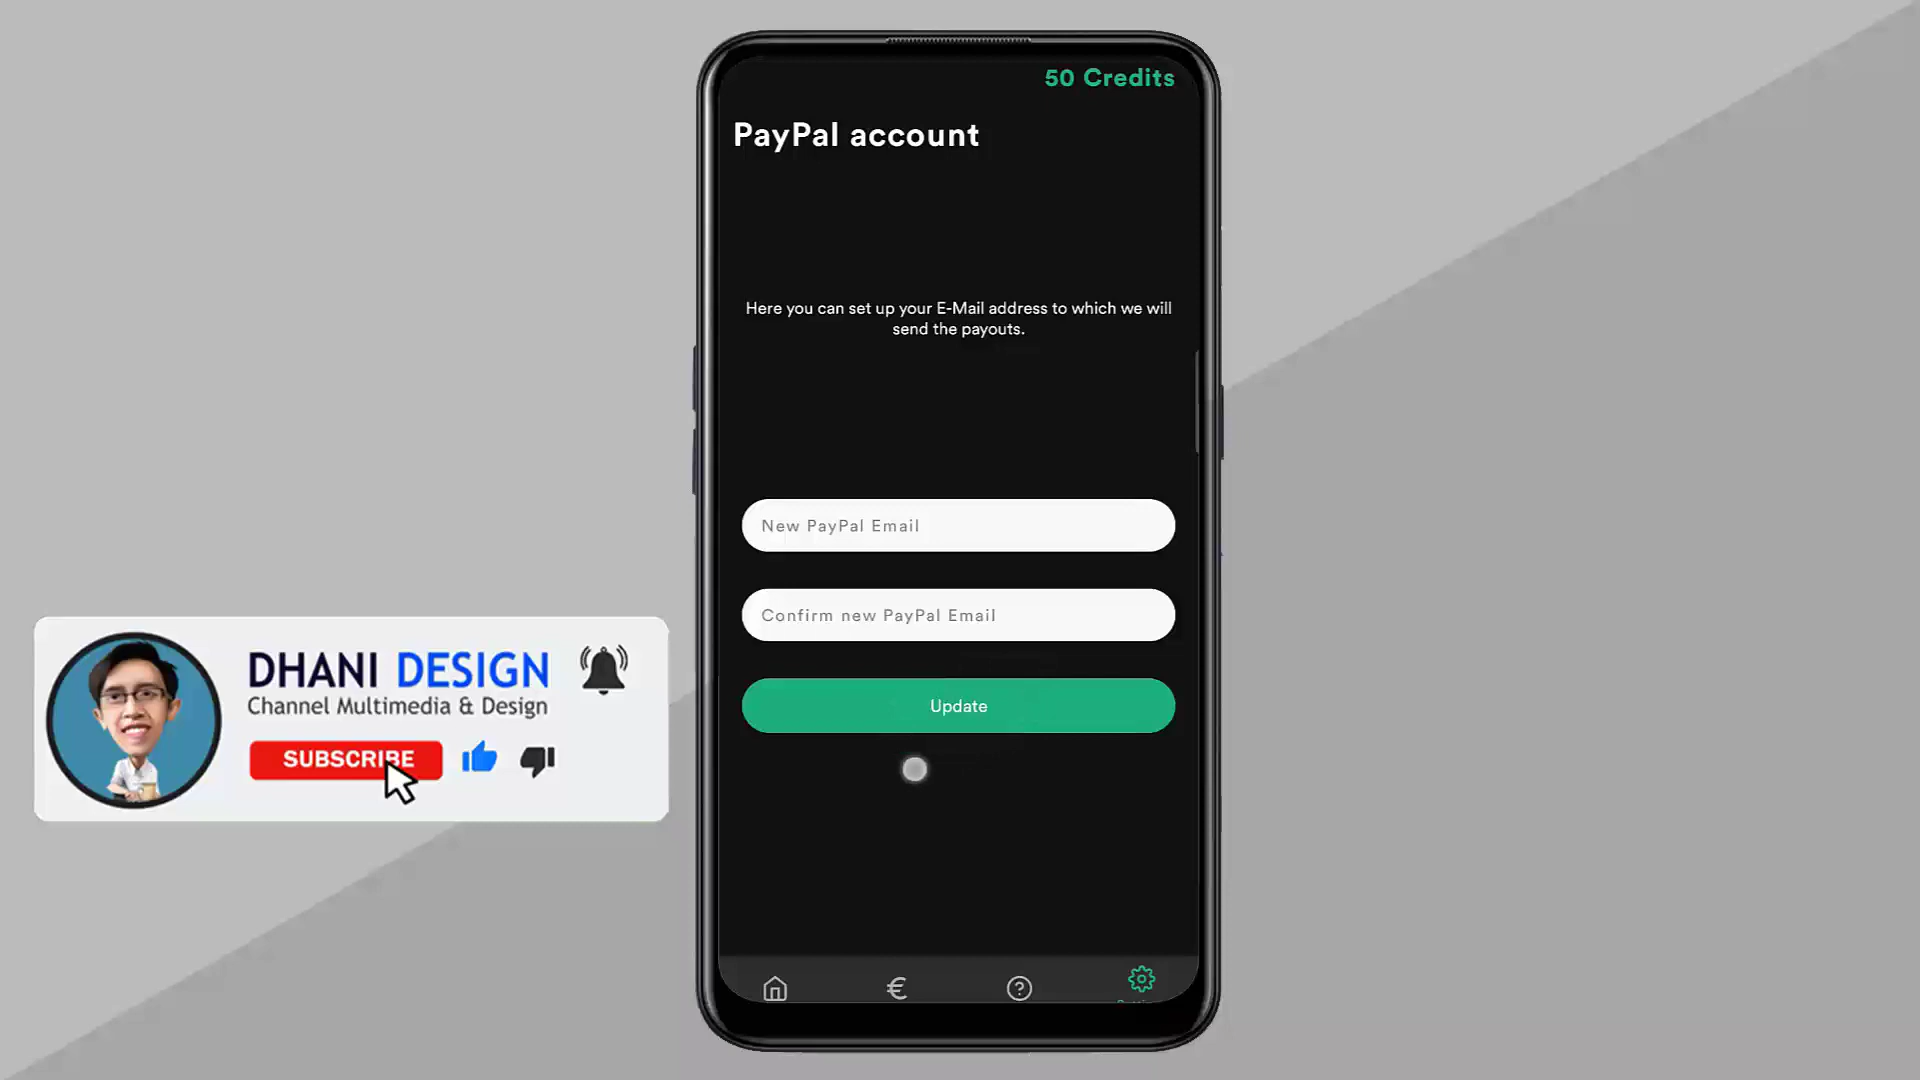 50 Credits
PayPal account
Here you can set up your E-Mail address to which we will
send the payouts.
New PayPal Email
Confirm new PayPal Email
Update
DHANI DESIGN
Channel Multimedia & Design
SUBSCRIBE